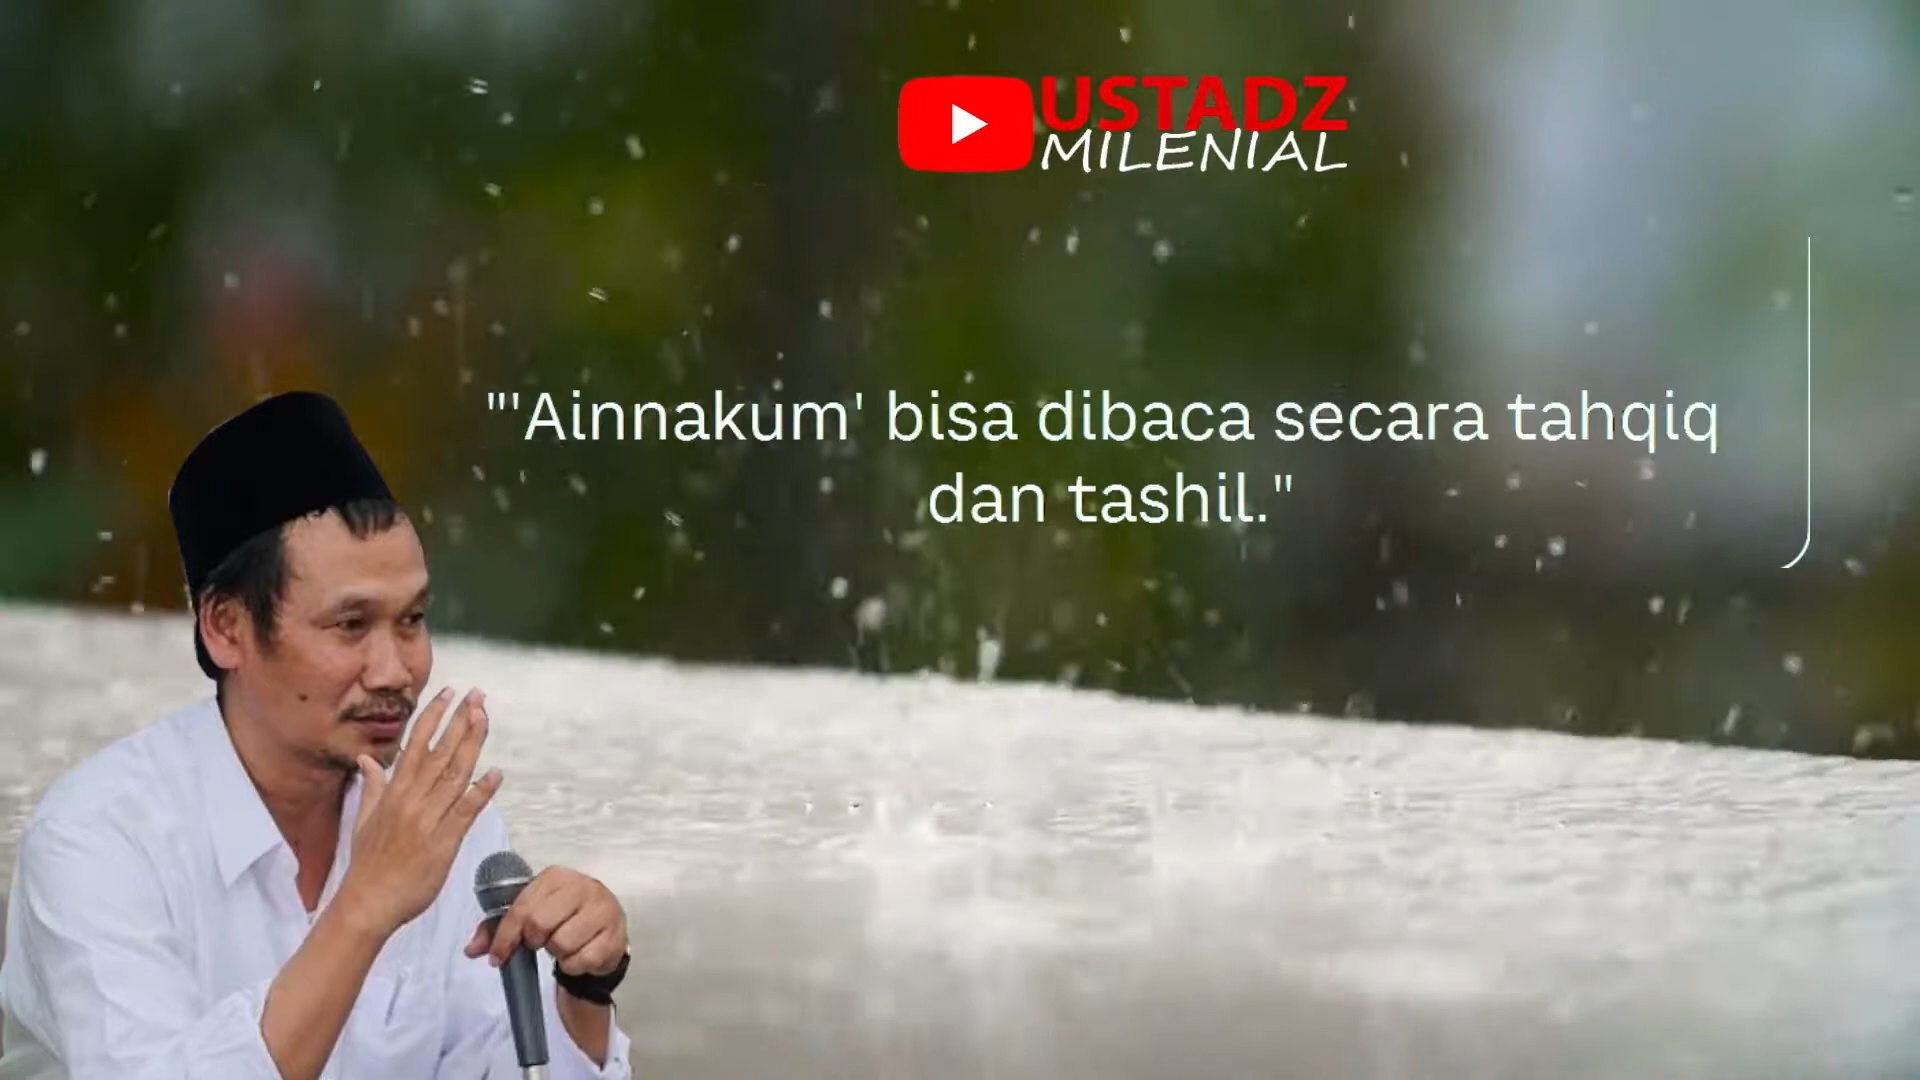 USTADZ
MILENIAL
"'Ainnakum' bisa dibaca secara tahqiq
dan tashil."